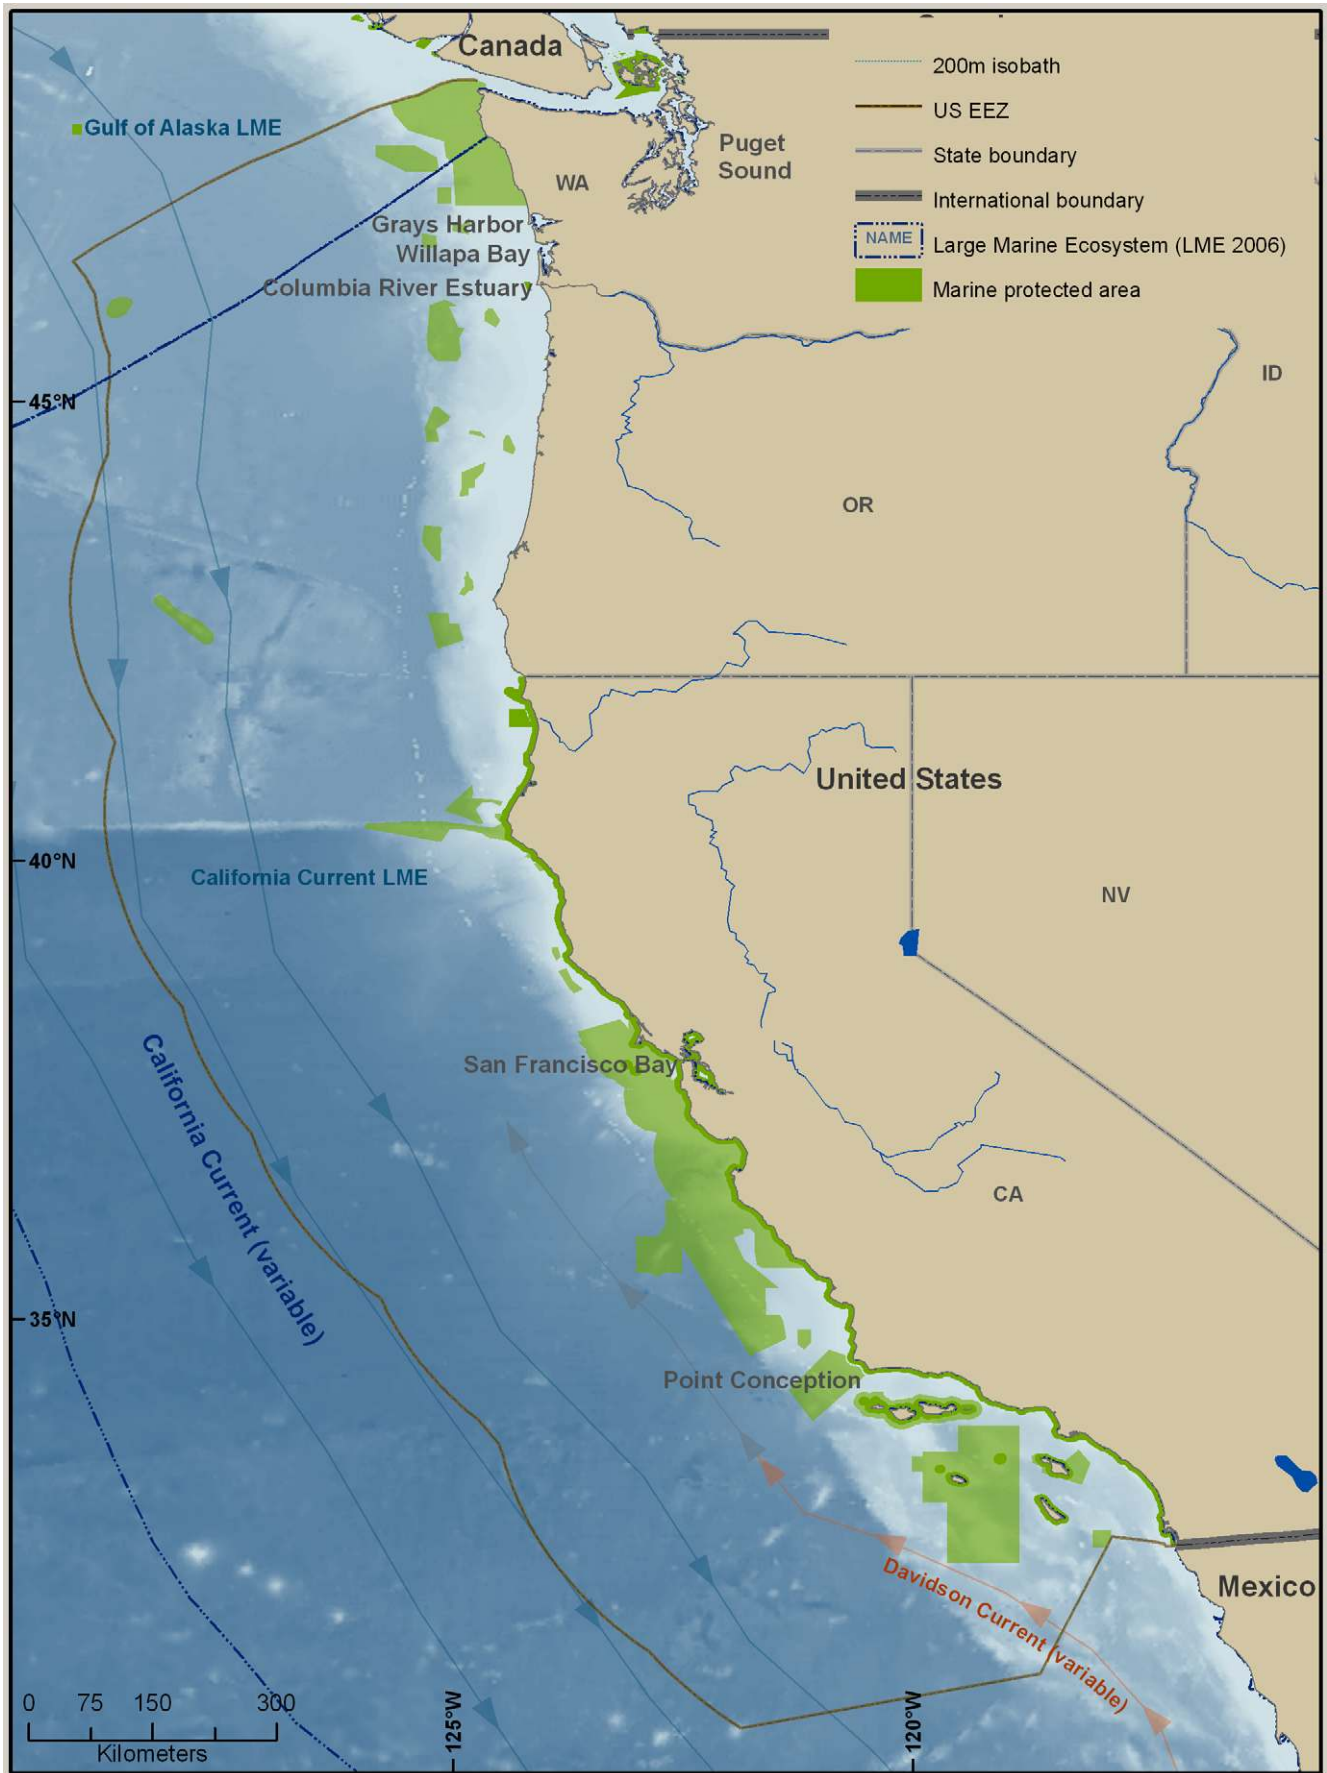 Canada
200m isobath
US EEZ
Gulf of Alaska LME
Puget
Sound
State boundary
WA
International boundary
Grays Harbor
NAME
Large Marine Ecosystem (LME 2006)
Willapa Bay
Columbia River Estuary
Marine protected area
ID
45°N
OR
United States
40°N
California Current LME
NV
San Francisco Bay
California Current (variable)
CA
35°N
Point Conception
Davidson Current (variable)
Mexico
0 75 150 300
Kilometers
125°W
120°W